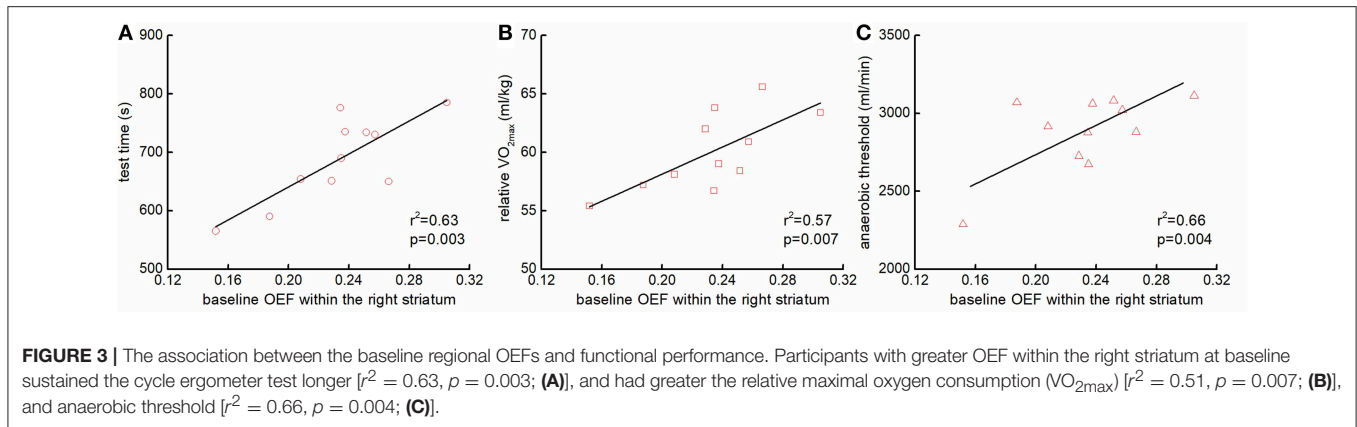 A
900
800
700
600
500
test time (s)
r²=0.63
p=0.003
0.12 0.16 0.20 0.24 0.28 0.32
baseline OEF within the right striatum
B
70
65
60
55
50
relative VO₂max (ml/kg)
r²=0.57
p=0.007
0.12 0.16 0.20 0.24 0.28 0.32
baseline OEF within the right striatum
C
3500
3000
2500
2000
anaerobic threshold (ml/min)
r²=0.66
p=0.004
0.12 0.16 0.20 0.24 0.28 0.32
baseline OEF within the right striatum
FIGURE 3 | The association between the baseline regional OEFs and functional performance. Participants with greater OEF within the right striatum at baseline
sustained the cycle ergometer test longer [r² = 0.63, p = 0.003; (A)], and had greater the relative maximal oxygen consumption (VO₂max) [r² = 0.51, p = 0.007; (B)],
and anaerobic threshold [r² = 0.66, p = 0.004; (C)].